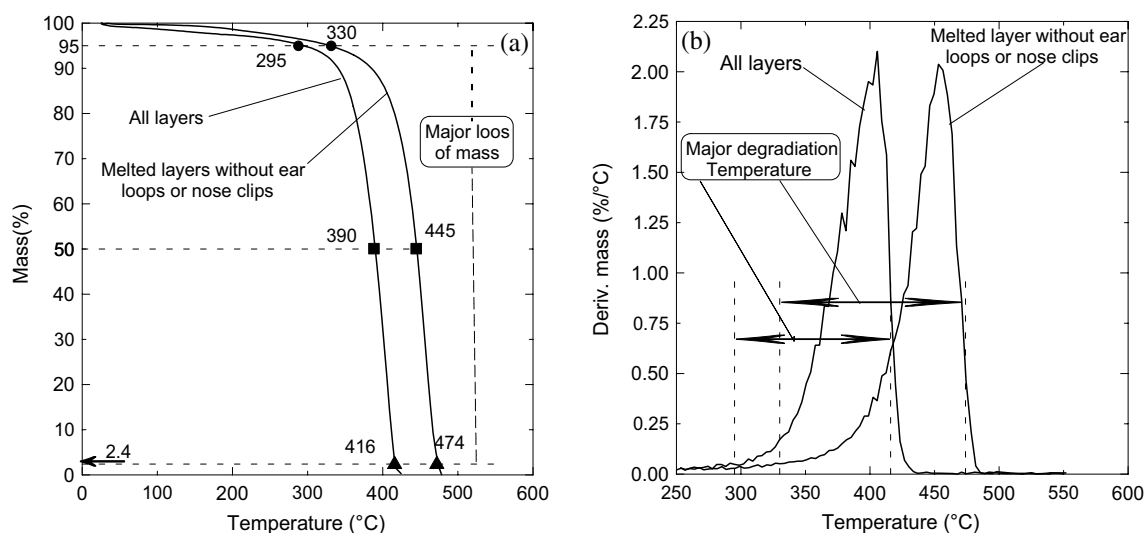 (a)
100
95
90
80
70
60
50
40
30
20
10
0
Mass(%)
330
295
All layers
Melted layers without ear
loops or nose clips
Major loos
of mass
390
445
416
474
2.4
0
100
200
300
400
500
600
Temperature (°C)
(b)
2.25
2.00
1.75
1.50
1.25
1.00
0.75
0.50
0.25
0.00
Deriv. mass (%/°C)
Melted layer without ear
loops or nose clips
All layers
Major degradation
Temperature
250
300
350
400
450
500
550
600
Temperature (°C)